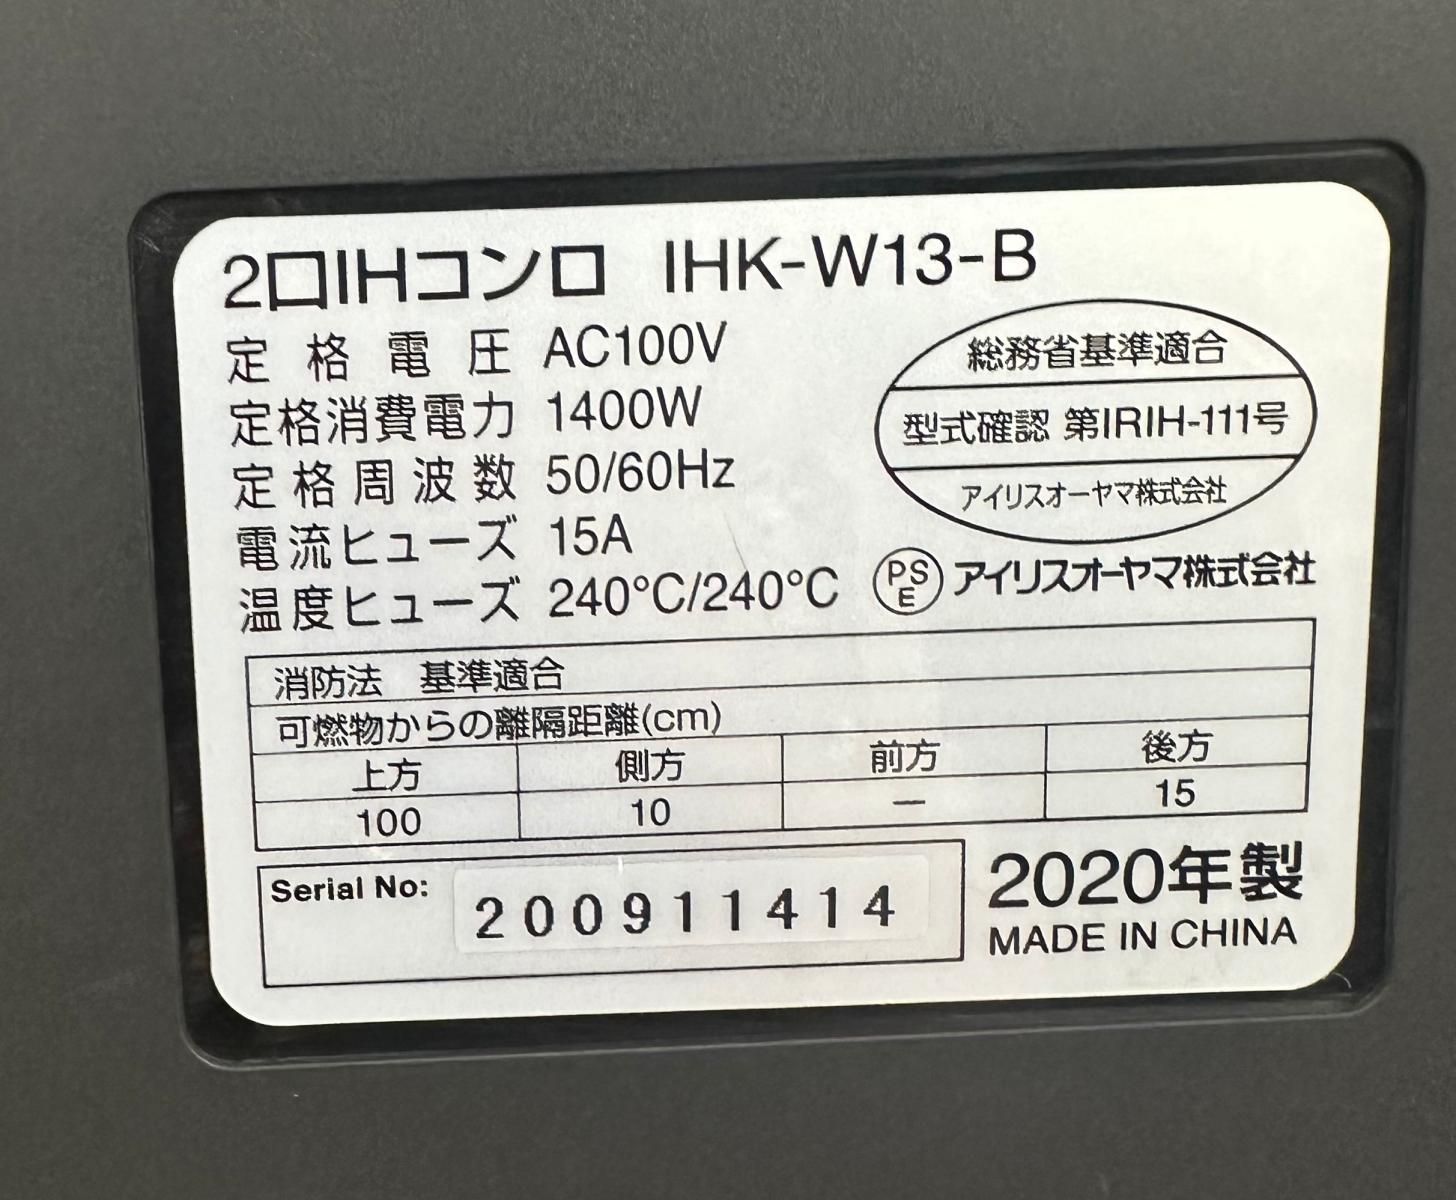 2口IHコンロ IHK-W13-B
定格電圧 AC100V
定格消費電力 1400W
定格周波数 50/60Hz
電流ヒューズ 15A
温度ヒューズ 240°C/240°C
総務省基準適合
型式確認 第IRIH-111号
アイリスオーヤマ株式会社
PSE アイリスオーヤマ株式会社
消防法 基準適合
可燃物からの離隔距離(cm)
上方 側方 前方 後方
100 10 — 15
Serial No: 200911414
2020年製
MADE IN CHINA